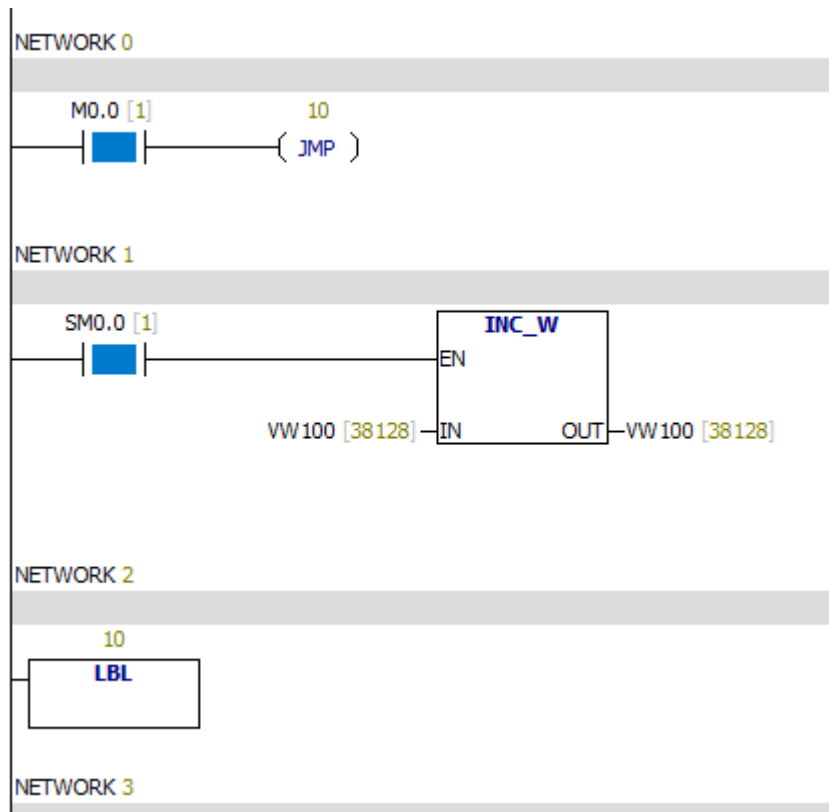 NETWORK 0
M0.0 [1] 10
JMP
NETWORK 1
SM0.0 [1] INC_W
EN
VW100 [38128] IN OUT VW100 [38128]
NETWORK 2
10
LBL
NETWORK 3